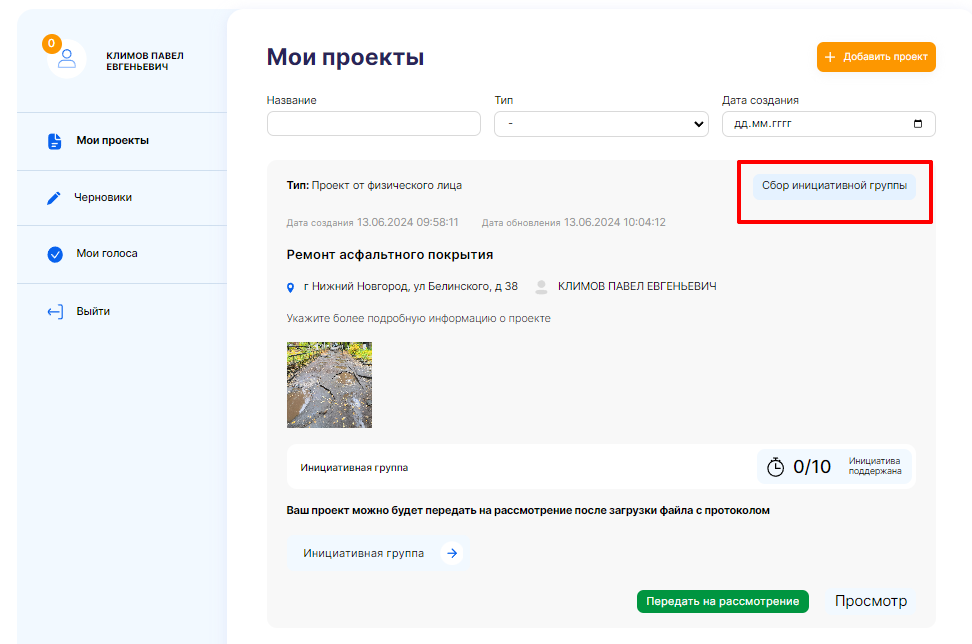 0
КЛИМОВ ПАВЕЛ
ЕВГЕНЬЕВИЧ
Мои проекты
Черновики
Мои голоса
Выйти
Мои проекты
+ Добавить проект
Название
Тип
Дата создания
-
дд.мм.гггг
Тип: Проект от физического лица
Сбор инициативной группы
Дата создания 13.06.2024 09:58:11 Дата обновления 13.06.2024 10:04:12
Ремонт асфальтного покрытия
г Нижний Новгород, ул Белинского, д 38 КЛИМОВ ПАВЕЛ ЕВГЕНЬЕВИЧ
Укажите более подробную информацию о проекте
Инициативная группа
0/10
Инициатива
поддержана
Ваш проект можно будет передать на рассмотрение после загрузки файла с протоколом
Инициативная группа
Передать на рассмотрение
Просмотр